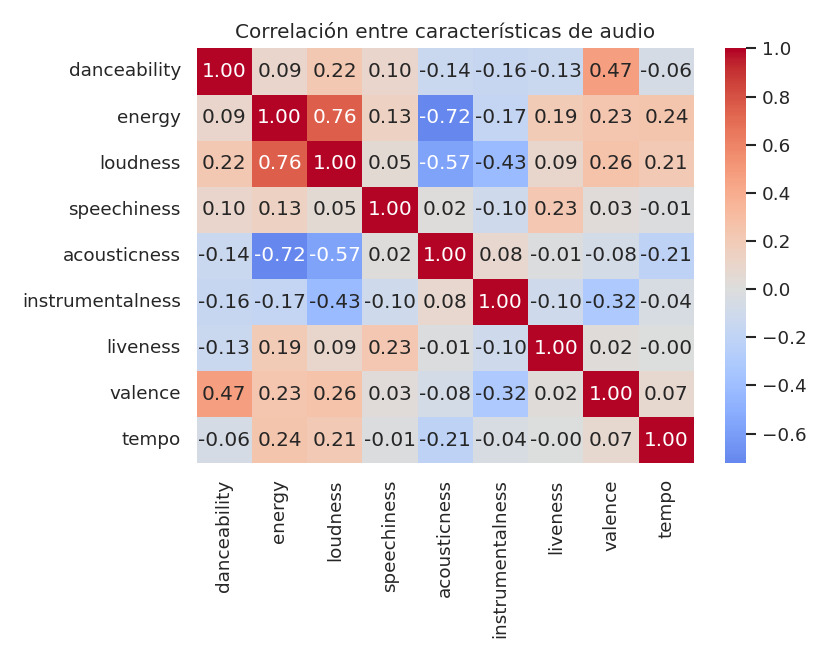 Correlación entre características de audio
danceability 1.00 0.09 0.22 0.10 -0.14 -0.16 -0.13 0.47 -0.06
energy 0.09 1.00 0.76 0.13 -0.72 -0.17 0.19 0.23 0.24
loudness 0.22 0.76 1.00 0.05 -0.57 -0.43 0.09 0.26 0.21
speechiness 0.10 0.13 0.05 1.00 0.02 -0.10 0.23 0.03 -0.01
acousticness -0.14 -0.72 -0.57 0.02 1.00 0.08 -0.01 -0.08 -0.21
instrumentalness -0.16 -0.17 -0.43 -0.10 0.08 1.00 -0.10 -0.32 -0.04
liveness -0.13 0.19 0.09 0.23 -0.01 -0.10 1.00 0.02 -0.00
valence 0.47 0.23 0.26 0.03 -0.08 -0.32 0.02 1.00 0.07
tempo -0.06 0.24 0.21 -0.01 -0.21 -0.04 -0.00 0.07 1.00
danceability
energy
loudness
speechiness
acousticness
instrumentalness
liveness
valence
tempo
1.0
0.8
0.6
0.4
0.2
0.0
−0.2
−0.4
−0.6